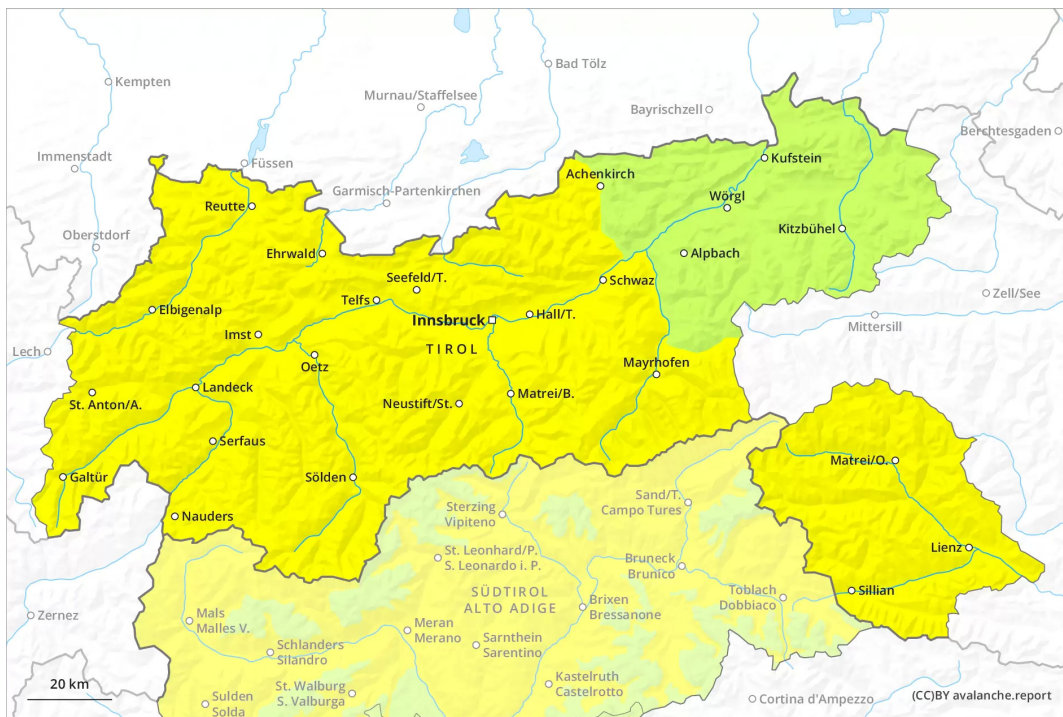 Kempten
Bad Tölz
Murnau/Staffelsee
Bayrischzell
Berchtesgaden
Immenstadt
Füssen
Kufstein
Achenkirch
Garmisch-Partenkirchen
Reutte
Wörgl
Oberstdorf
Kitzbühel
Ehrwald
Alpbach
Seefeld/T.
Schwaz
Zell/See
Telfs
Elbigenalp
Hall/T.
Innsbruck
Mittersill
Imst
TIROL
Lech
Oetz
Mayrhofen
Landeck
St. Anton/A.
Neustift/St.
Matrei/B.
Serfaus
Matrei/O.
Galtür
Sölden
Sand/T.
Campo Tures
Sterzing
Vipiteno
Nauders
Lienz
St. Leonhard/P.
S. Leonardo i. P.
Bruneck
Brunico
SÜDTIROL
ALTO ADIGE
Toblach
Dobbiaco
Sillian
Brixen
Bressanone
Zernez
Mals
Malles V.
Meran
Merano
Schlanders
Silandro
Sarnthein
Sarentino
20 km
St. Walburg
S. Valburga
Kastelruth
Castelrotto
Sulden
Solda
Cortina d'Ampezzo
(CC)BY avalanche.report